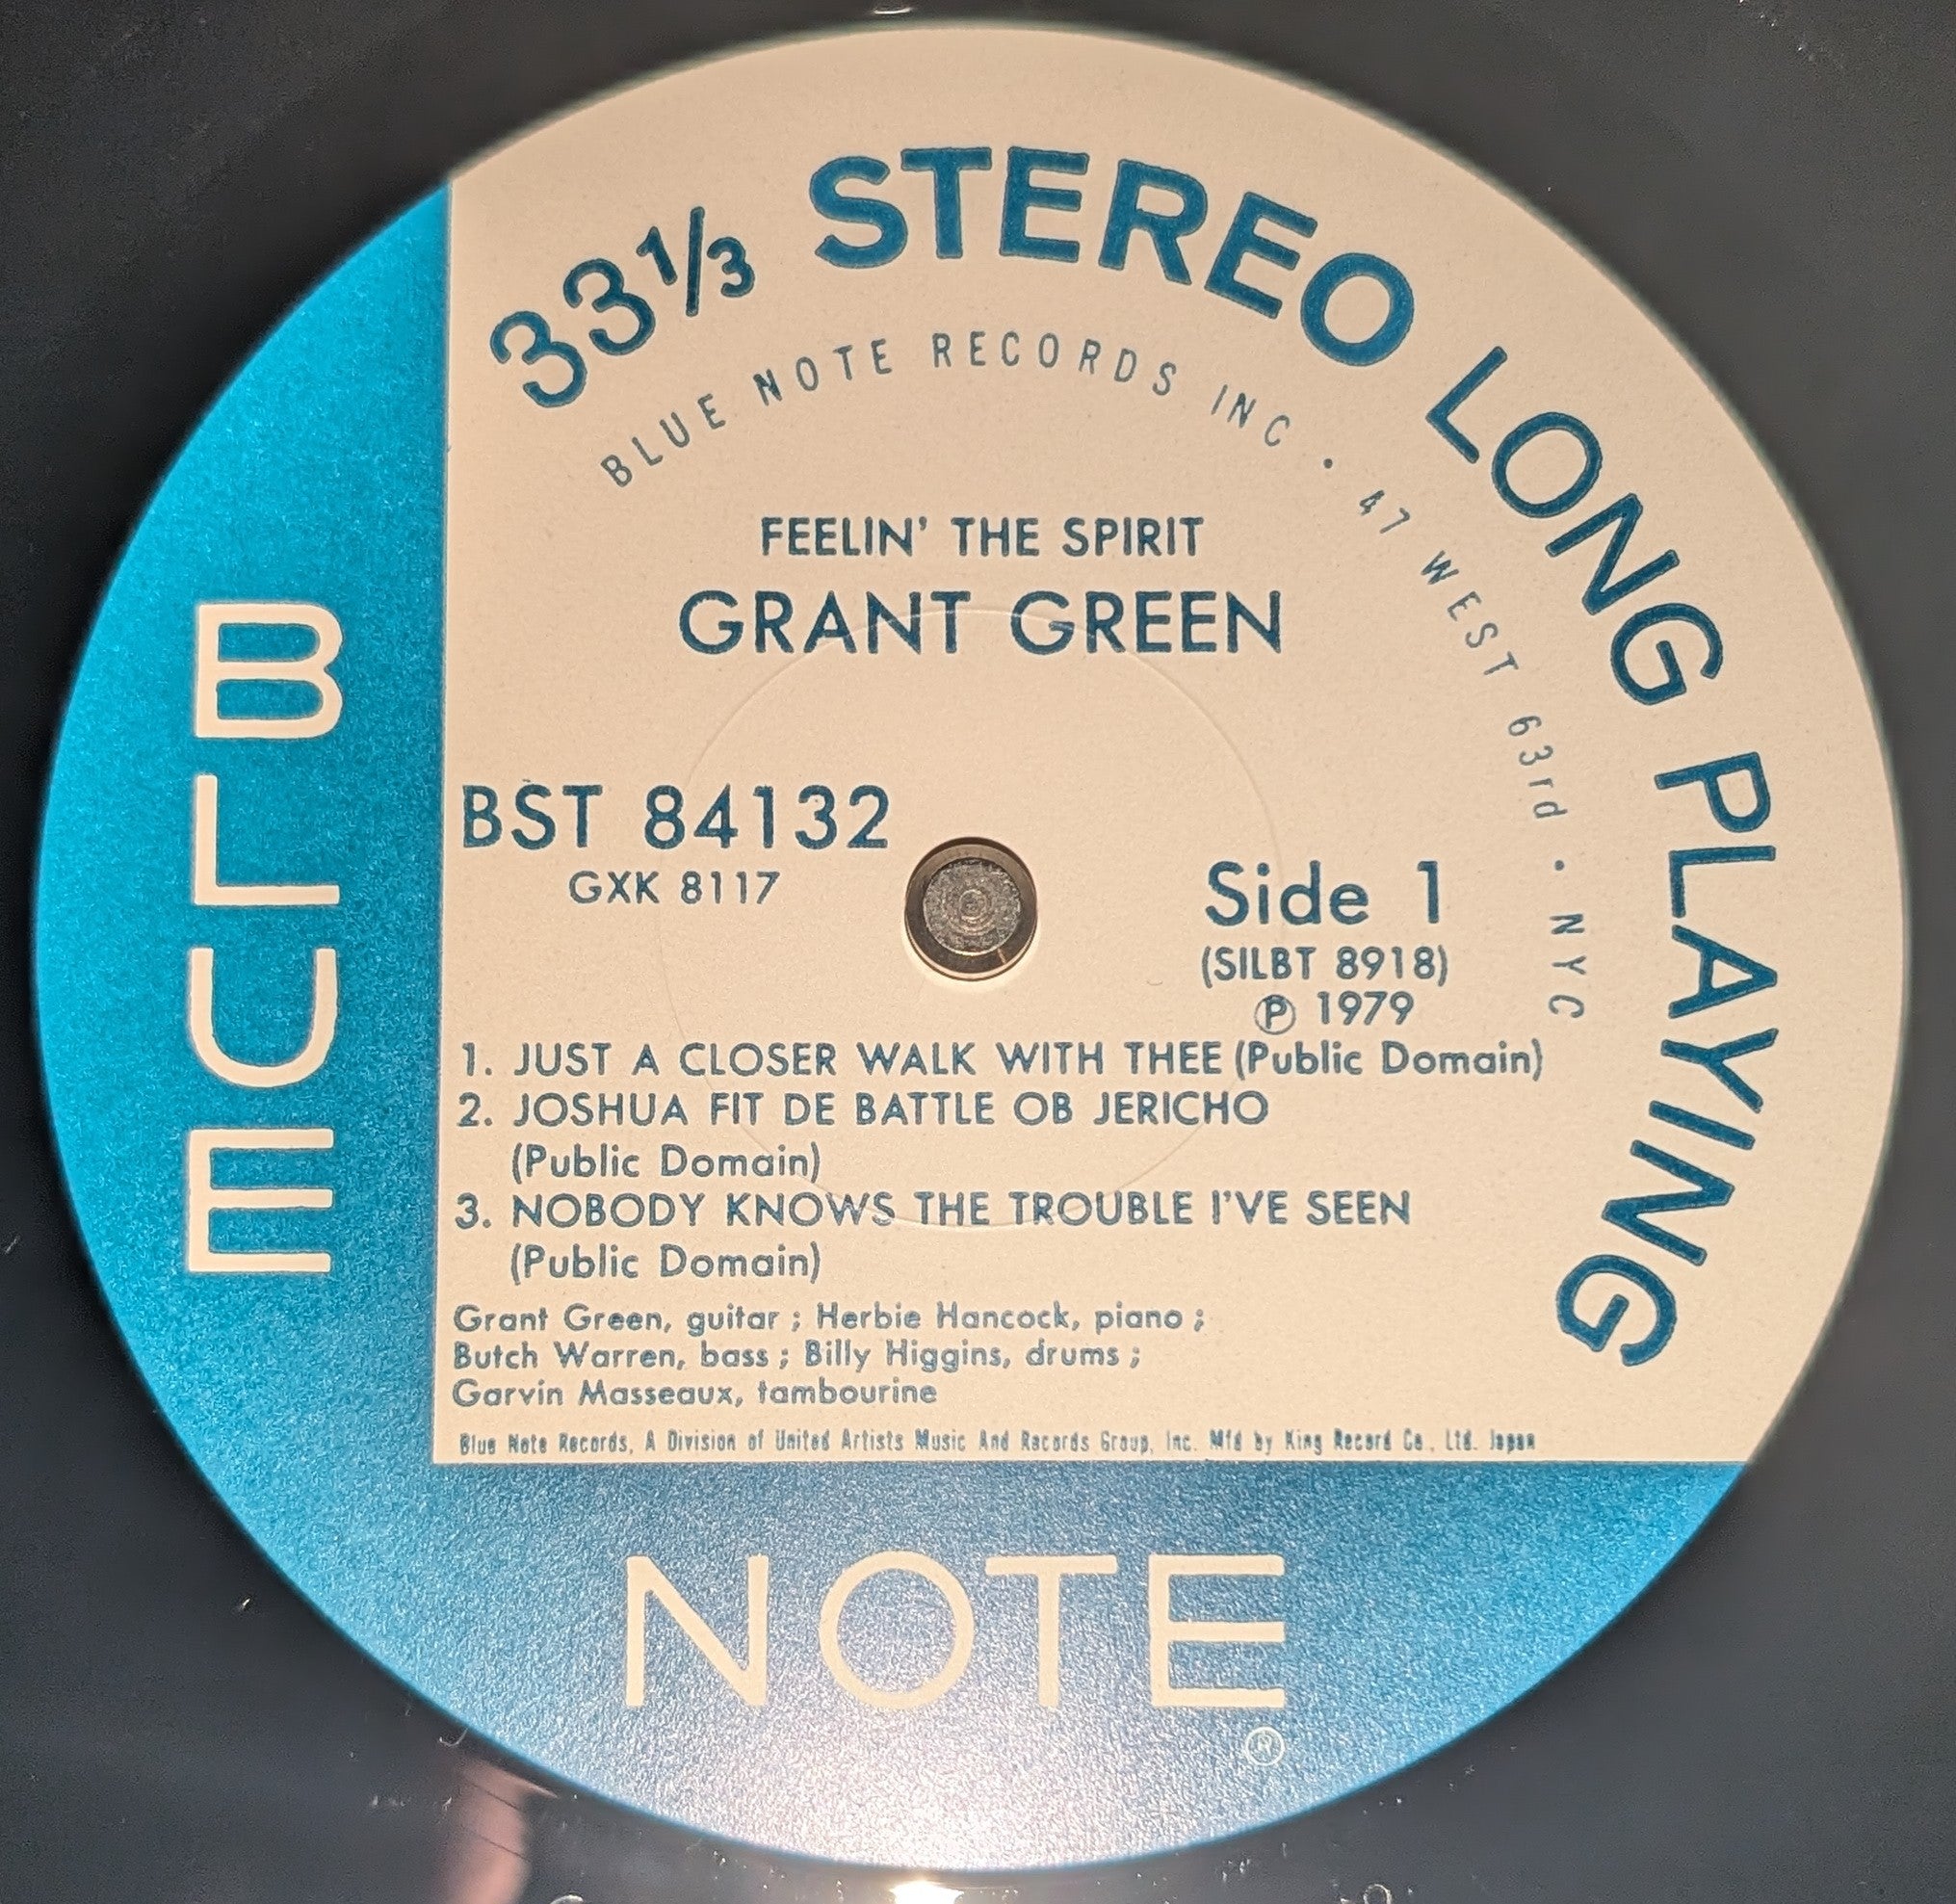 33⅓ STEREO LONG PLAYING
BLUE NOTE RECORDS INC · 47 WEST 63rd · NYC
FEELIN' THE SPIRIT
GRANT GREEN
BST 84132
GXK 8117
Side 1
(SILBT 8918)
Ⓟ 1979
1. JUST A CLOSER WALK WITH THEE (Public Domain)
2. JOSHUA FIT DE BATTLE OB JERICHO
(Public Domain)
3. NOBODY KNOWS THE TROUBLE I'VE SEEN
(Public Domain)
Grant Green, guitar ; Herbie Hancock, piano ;
Butch Warren, bass ; Billy Higgins, drums ;
Garvin Masseaux, tambourine
Blue Note Records, A Division of United Artists Music And Records Group, Inc. Mfd by King Record Co., Ltd. Japan
BLUE
NOTE
®